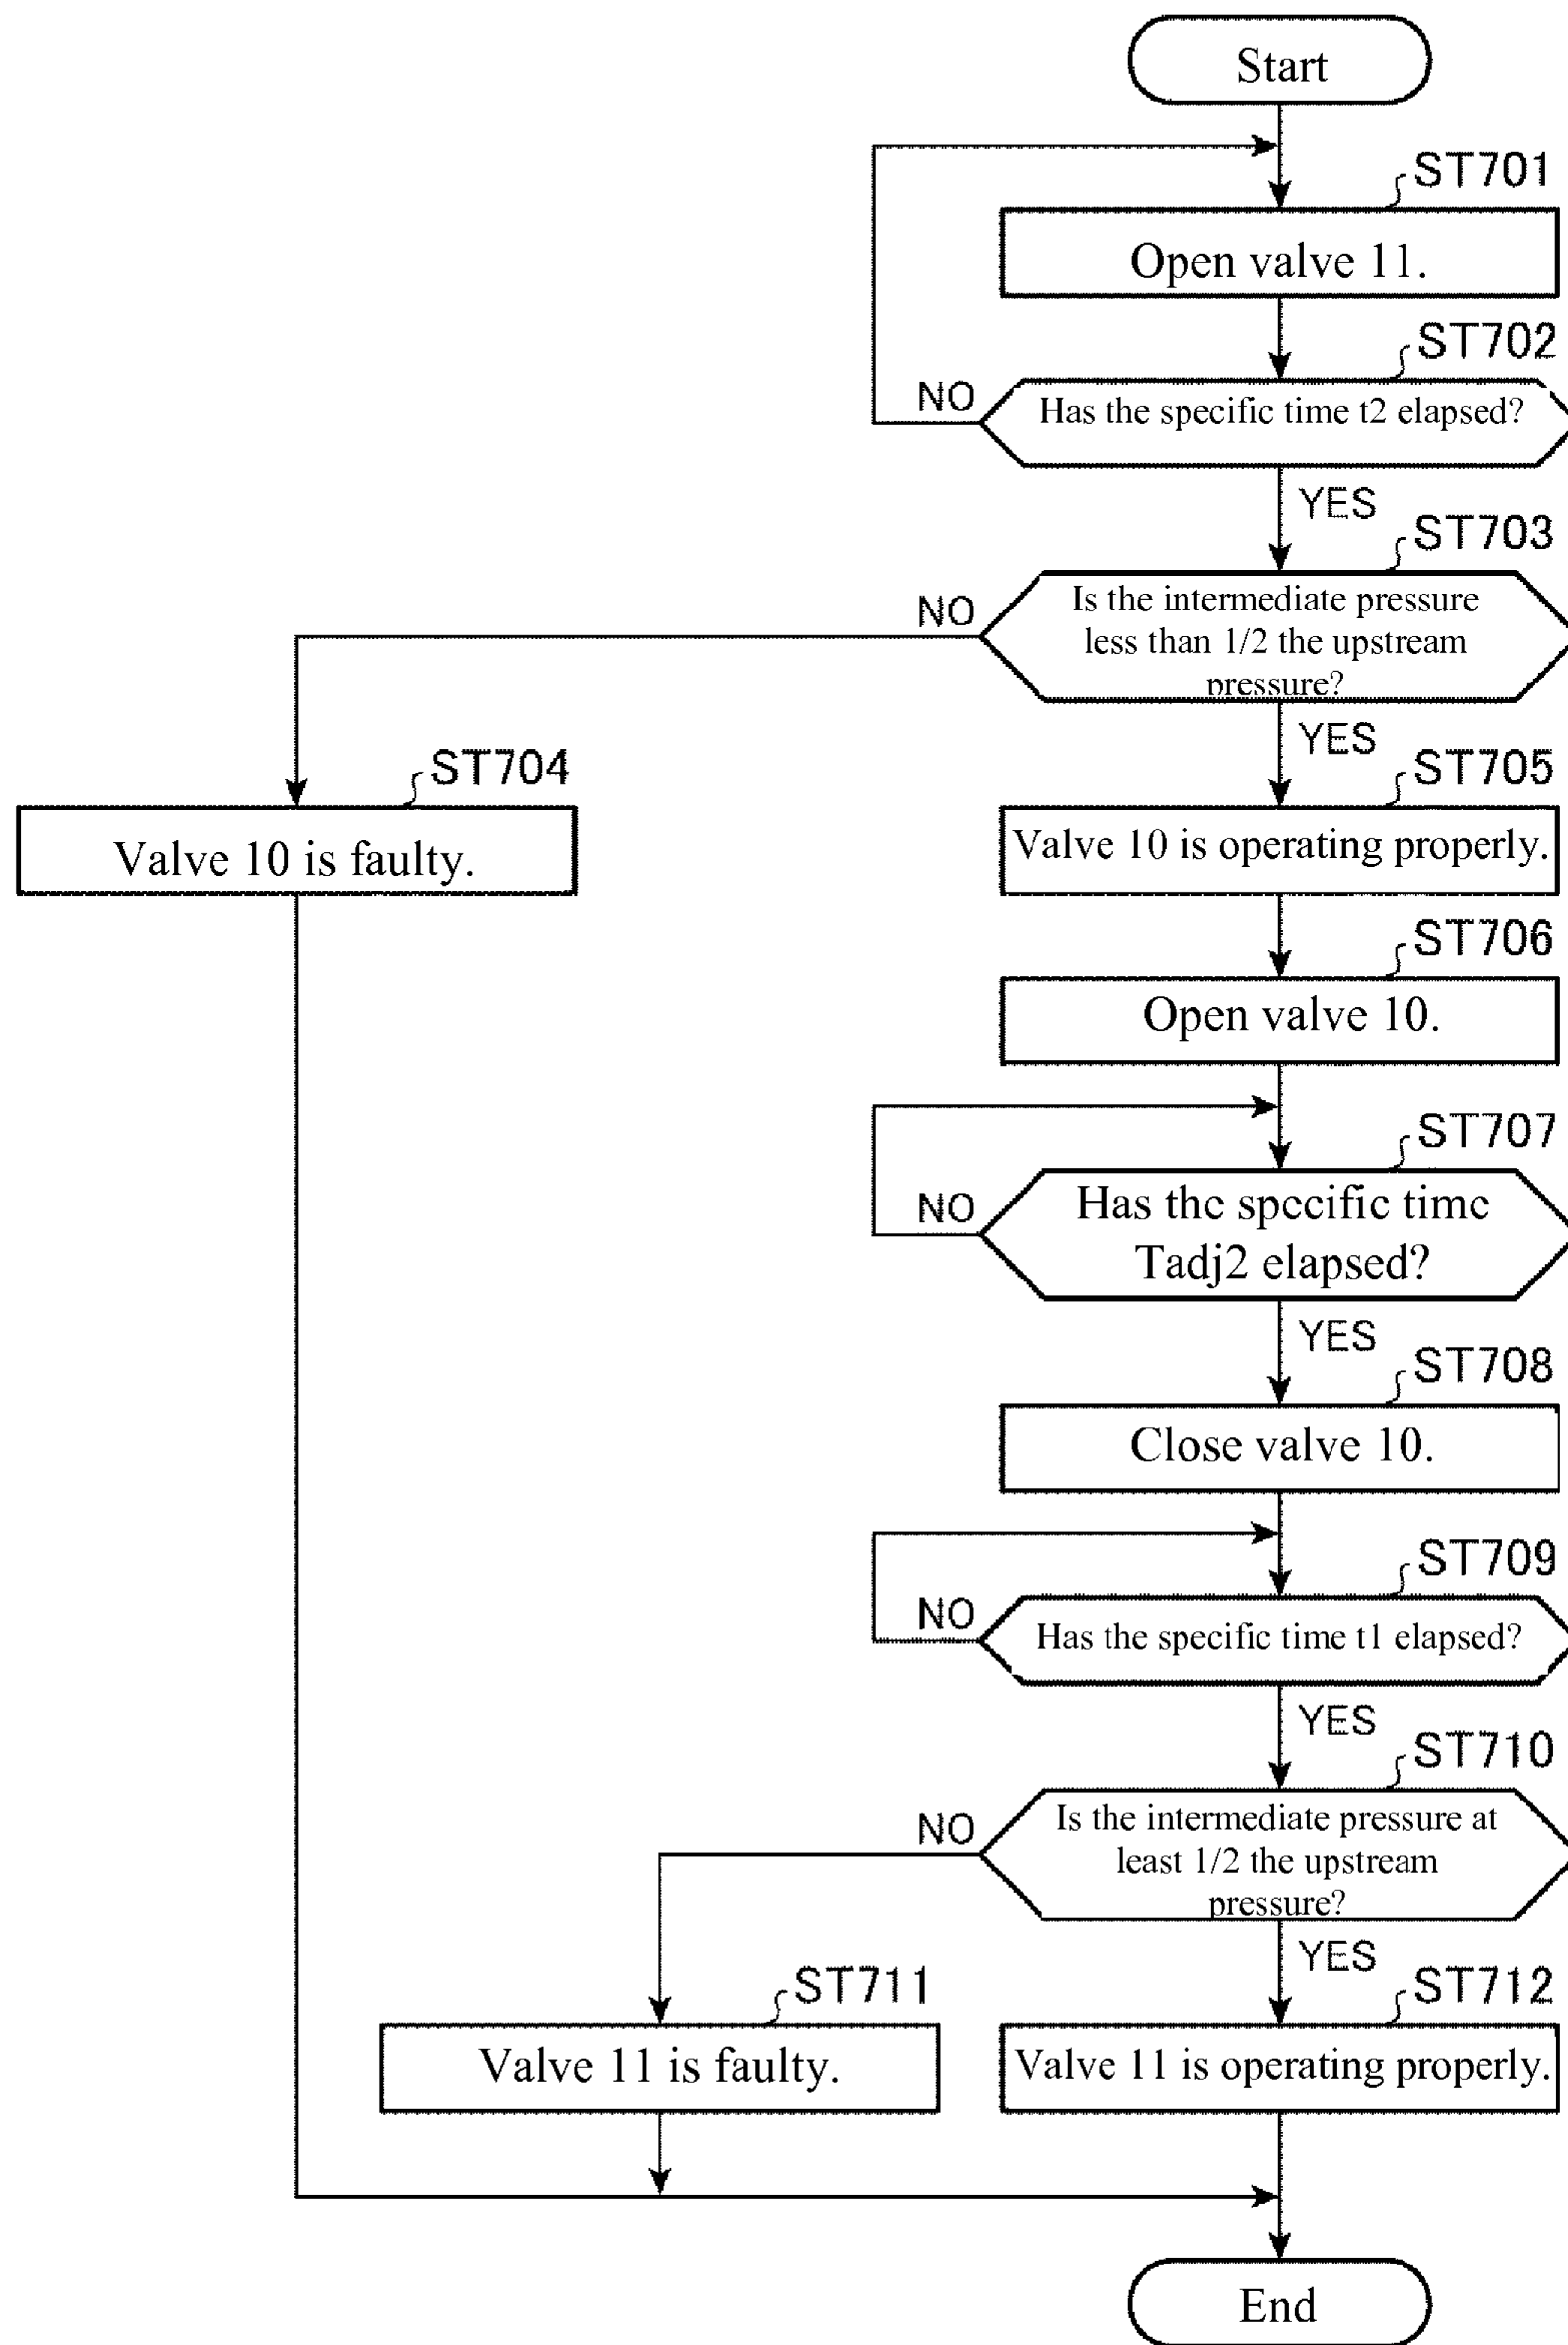 Start
ST701
Open valve 11.
ST702
NO
Has the specific time t2 elapsed?
YES
ST703
NO
Is the intermediate pressure
less than 1/2 the upstream
pressure?
YES
ST704
Valve 10 is faulty.
ST705
Valve 10 is operating properly.
ST706
Open valve 10.
ST707
NO
Has the specific time
Tadj2 elapsed?
YES
ST708
Close valve 10.
ST709
NO
Has the specific time t1 elapsed?
YES
ST710
NO
Is the intermediate pressure at
least 1/2 the upstream
pressure?
YES
ST711
Valve 11 is faulty.
ST712
Valve 11 is operating properly.
End